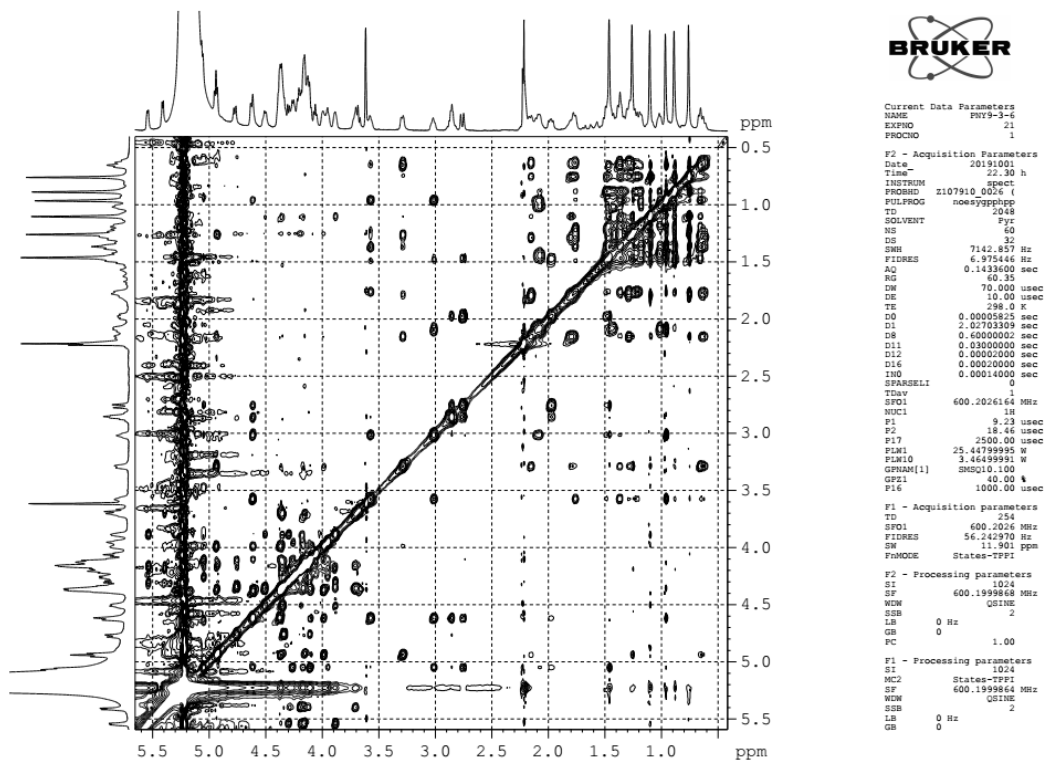 BRUKER
Current Data Parameters
NAME PNY9-3-6
EXPNO 21
PROCNO 1
F2 - Acquisition Parameters
Date_ 20191001
Time 22.30 h
INSTRUM spect
PROBHD Z107910_0026 (
PULPROG noesygpphpp
TD 2048
SOLVENT Pyr
NS 60
DS 32
SWH 7142.857 Hz
FIDRES 6.975446 Hz
AQ 0.1433600 sec
RG 60.35
DW 70.000 usec
DE 10.00 usec
TE 298.0 K
D0 0.00005825 sec
D1 2.02703309 sec
D8 0.60000002 sec
D11 0.03000000 sec
D12 0.00002000 sec
D16 0.00020000 sec
IN0 0.00014000 sec
SPARSELI 0
TDav 1
SFO1 600.2026164 MHz
NUC1 1H
P1 9.23 usec
P2 18.46 usec
P17 2500.00 usec
PLW1 25.44799995 W
PLW10 3.46499991 W
GPNAM[1] SMSQ10.100
GPZ1 40.00 %
P16 1000.00 usec
F1 - Acquisition parameters
TD 254
SFO1 600.2026 MHz
FIDRES 56.242970 Hz
SW 11.901 ppm
FnMODE States-TPPI
F2 - Processing parameters
SI 1024
SF 600.1999868 MHz
WDW QSINE
SSB 2
LB 0 Hz
GB 0
PC 1.00
F1 - Processing parameters
SI 1024
MC2 States-TPPI
SF 600.1999864 MHz
WDW QSINE
SSB 2
LB 0 Hz
GB 0
ppm
0.5
1.0
1.5
2.0
2.5
3.0
3.5
4.0
4.5
5.0
5.5
5.5 5.0 4.5 4.0 3.5 3.0 2.5 2.0 1.5 1.0 ppm